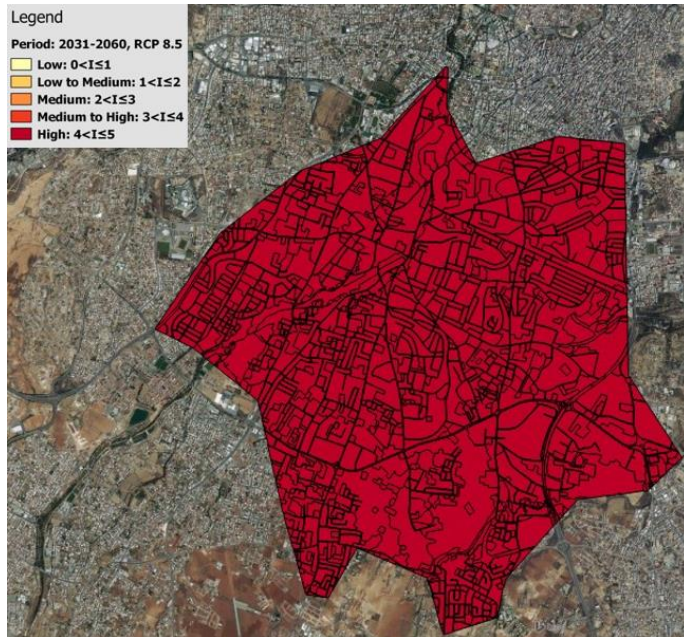 Legend
Period: 2031-2060, RCP 8.5
Low: 0<I≤1
Low to Medium: 1<I≤2
Medium: 2<I≤3
Medium to High: 3<I≤4
High: 4<I≤5